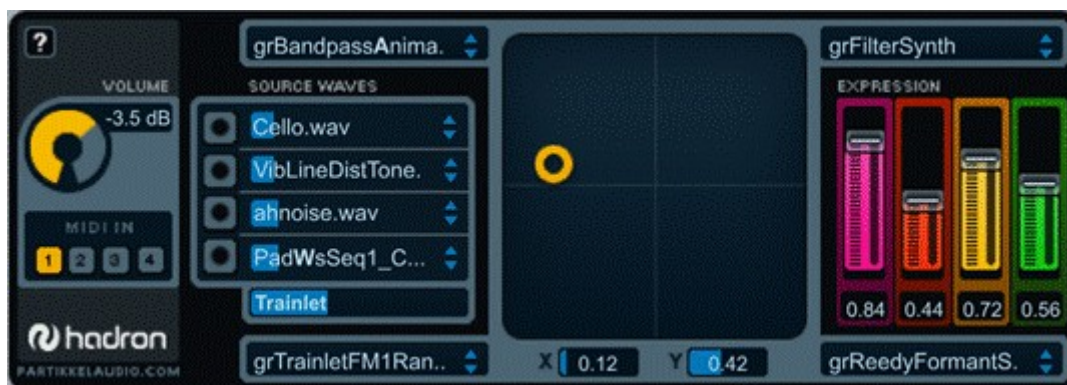 ?
VOLUME
-3.5 dB
MIDI IN
1 2 3 4
hadron
PARTIKKELAUDIO.COM
grBandpassAnima.
SOURCE WAVES
Cello.wav
VibLineDistTone.
ahnoise.wav
PadWsSeq1_C...
Trainlet
grTrainletFM1Ran..
X 0.12 Y 0.42
grFilterSynth
EXPRESSION
0.84 0.44 0.72 0.56
grReedyFormantS.